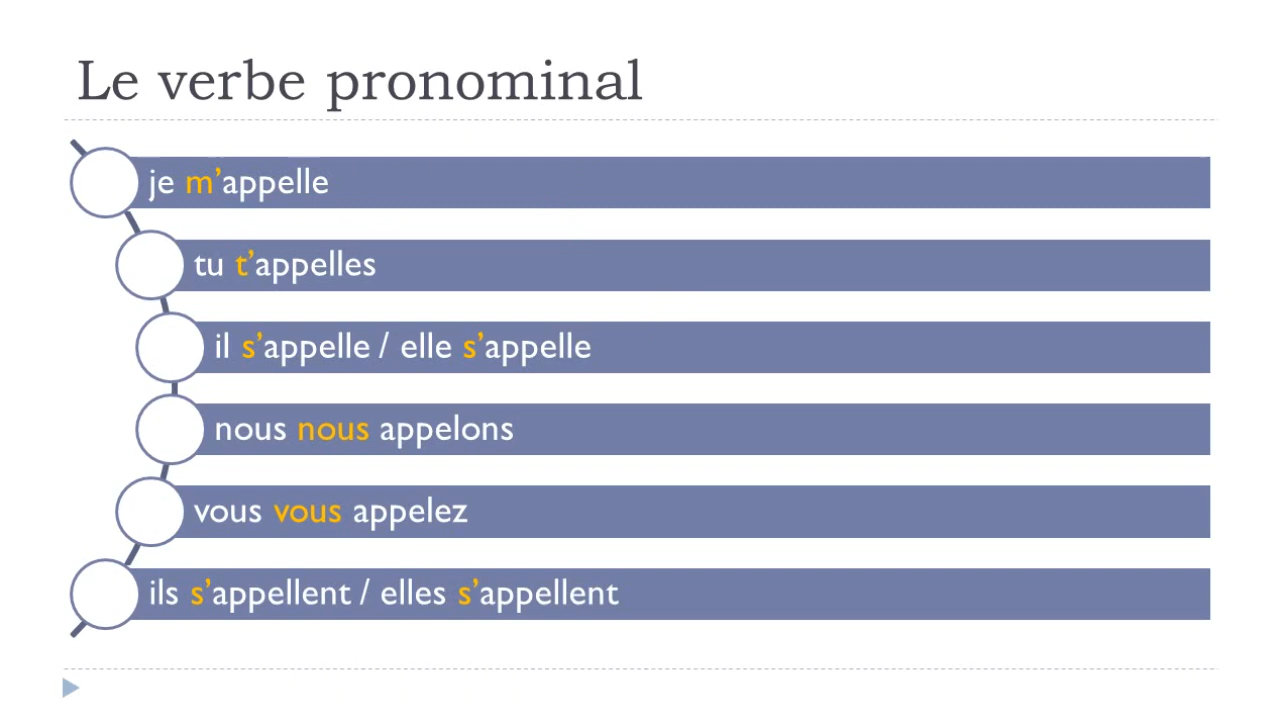 Le verbe pronominal
je m’appelle
tu t’appelles
il s’appelle / elle s’appelle
nous nous appelons
vous vous appelez
ils s’appellent / elles s’appellent